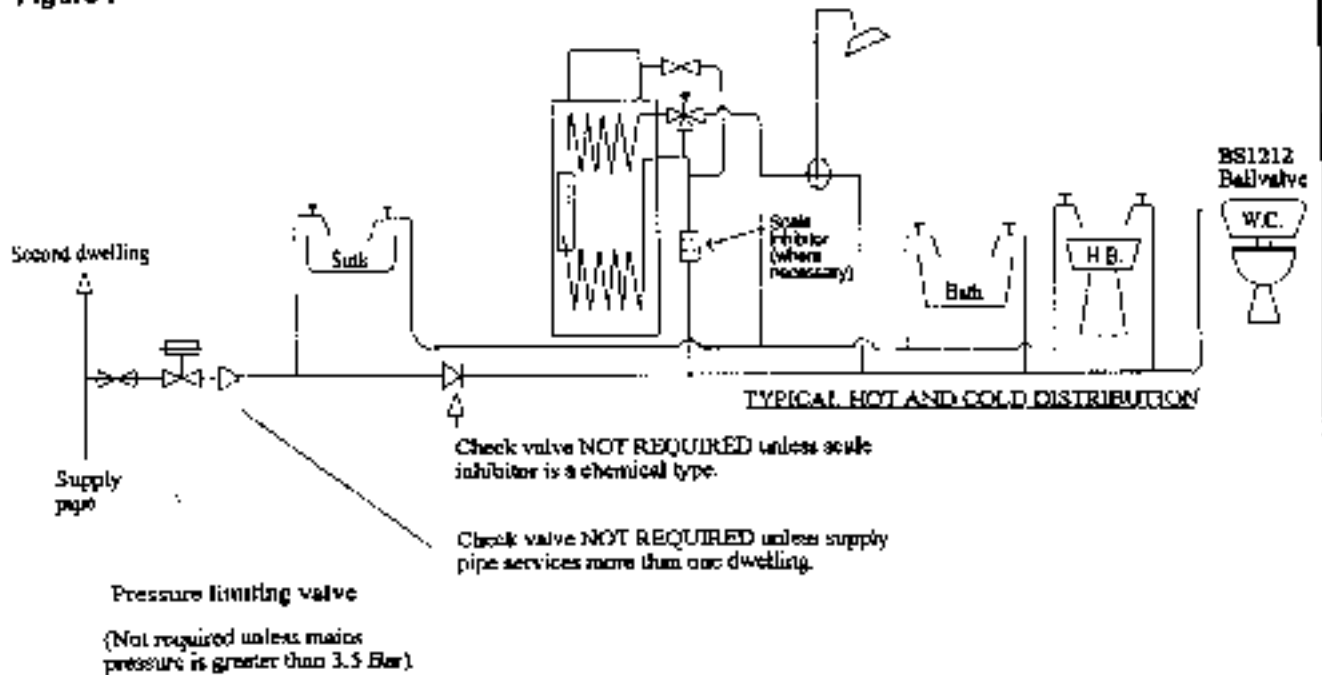 Figure
BS1212
Ballvalve
W.C.
Scale
inhibitor
(where
necessary)
Second dwelling
Sink
H.B.
Bath
TYPICAL HOT AND COLD DISTRIBUTION
Check valve NOT REQUIRED unless scale
inhibitor is a chemical type.
Supply
pipe
Check valve NOT REQUIRED unless supply
pipe services more than one dwelling.
Pressure limiting valve
(Not required unless mains
pressure is greater than 3.5 Bar)